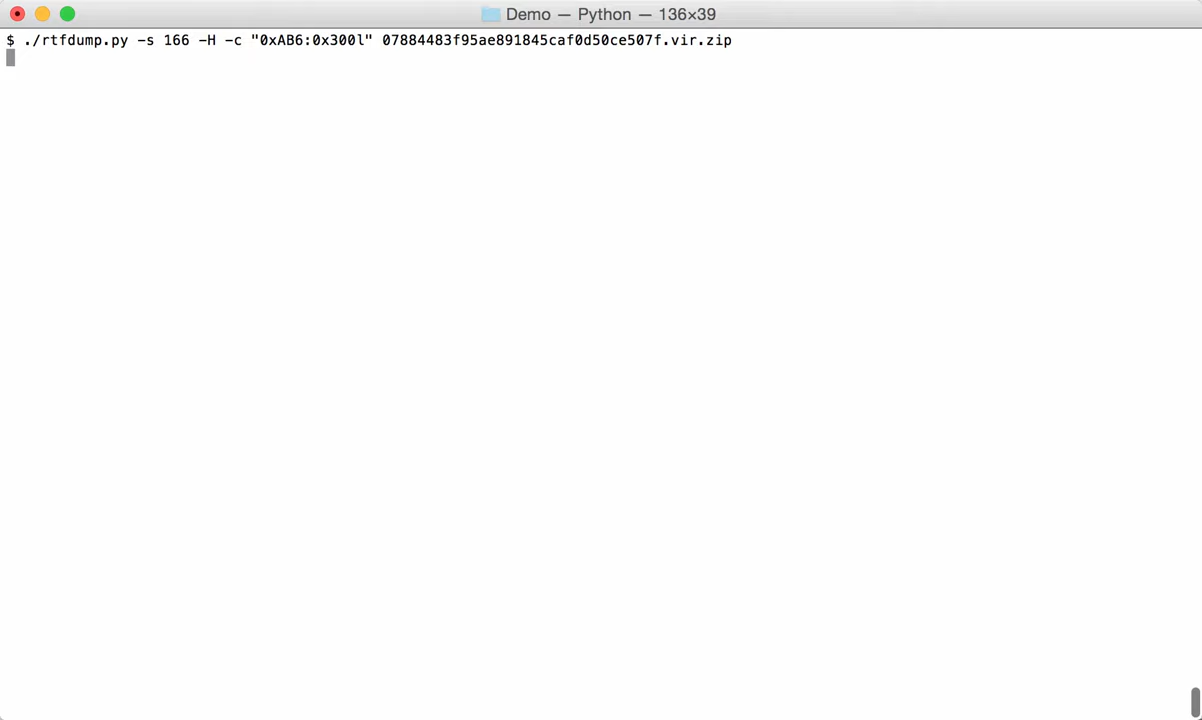 Demo — Python — 136×39
$ ./rtfdump.py -s 166 -H -c "0xAB6:0x300l" 07884483f95ae891845caf0d50ce507f.vir.zip